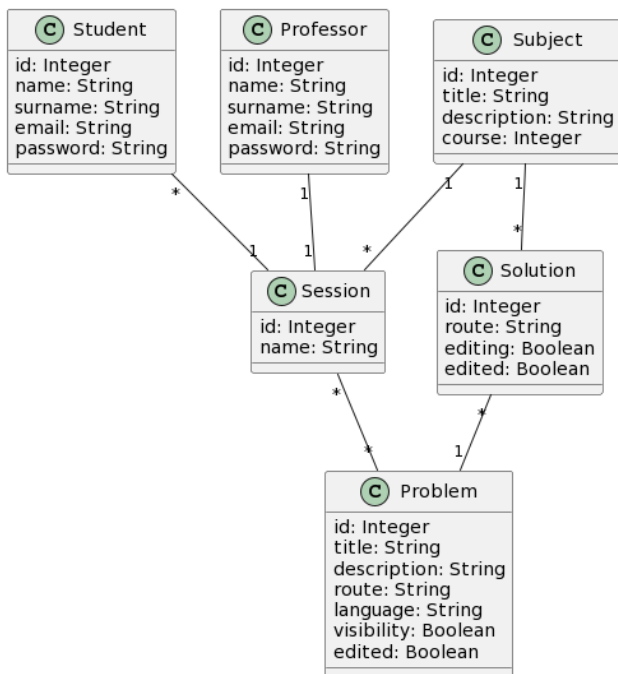 C Student
id: Integer
name: String
surname: String
email: String
password: String
C Professor
id: Integer
name: String
surname: String
email: String
password: String
C Subject
id: Integer
title: String
description: String
course: Integer
* 1
1 1
1 *
1 *
C Session
id: Integer
name: String
C Solution
id: Integer
route: String
editing: Boolean
edited: Boolean
* *
* 1
C Problem
id: Integer
title: String
description: String
route: String
language: String
visibility: Boolean
edited: Boolean